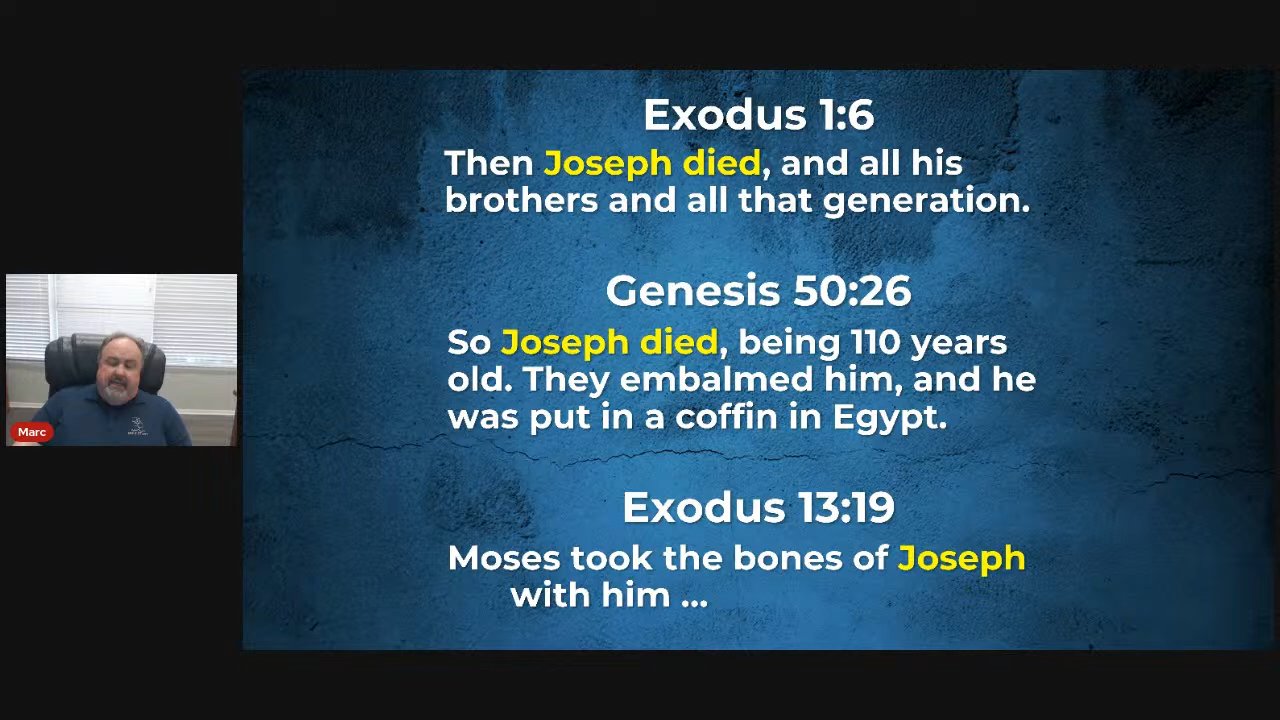 Exodus 1:6
Then Joseph died, and all his
brothers and all that generation.
Genesis 50:26
So Joseph died, being 110 years
old. They embalmed him, and he
was put in a coffin in Egypt.
Exodus 13:19
Moses took the bones of Joseph
with him ...
Marc